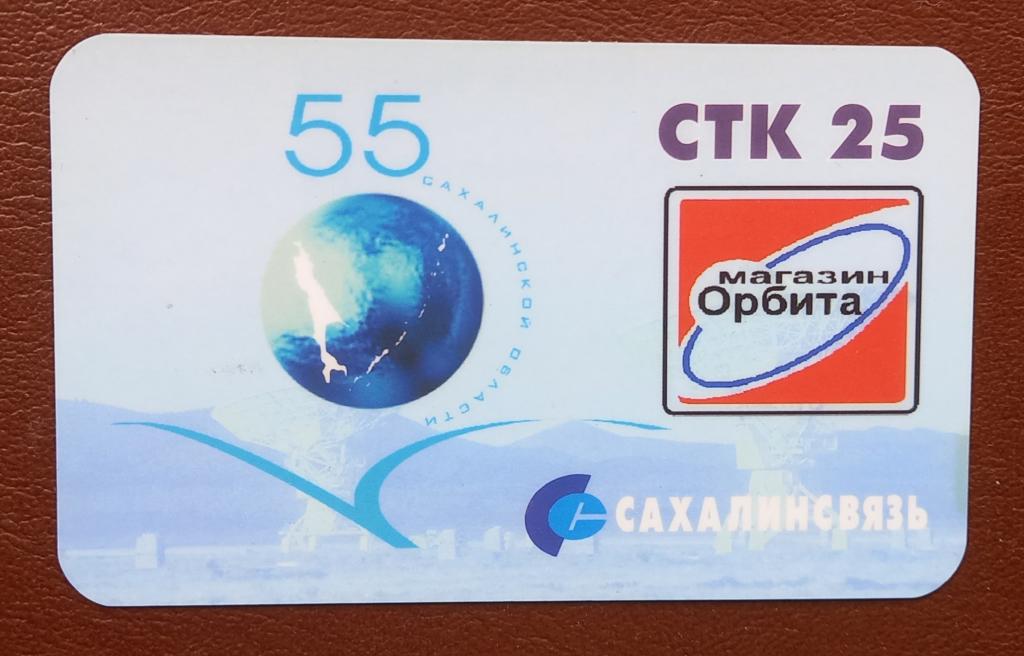 55
САХАЛИНСКОЙ ОБЛАСТИ
СТК 25
магазин
Орбита
САХАЛИНСВЯЗЬ